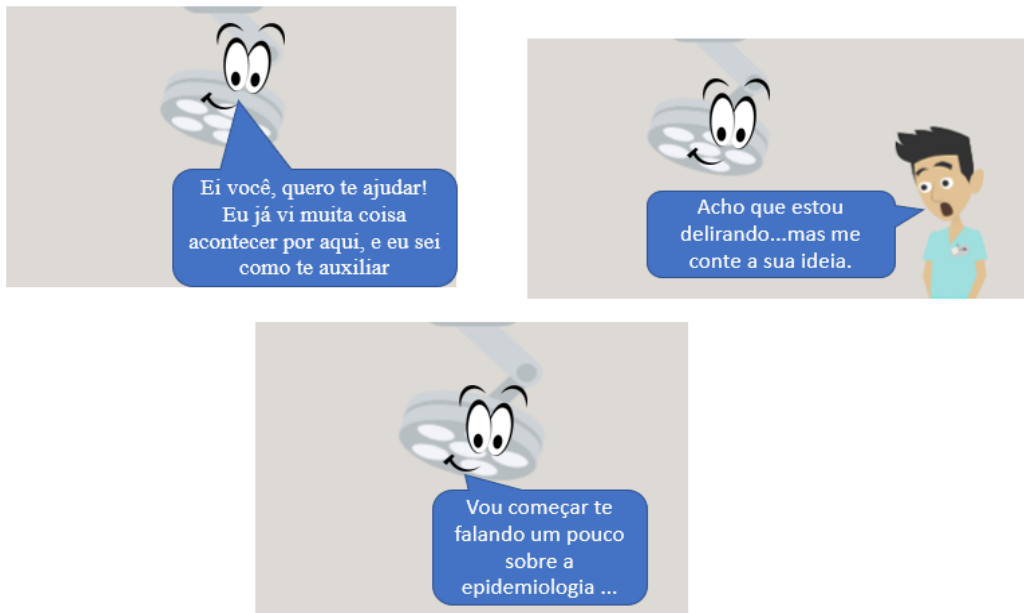 Ei você, quero te ajudar!
Eu já vi muita coisa
acontecer por aqui, e eu sei
como te auxiliar
Acho que estou
delirando...mas me
conte a sua ideia.
Vou começar te
falando um pouco
sobre a
epidemiologia ...